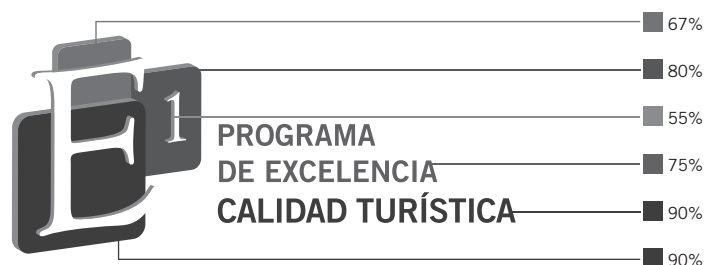 67%
80%
E
1
55%
PROGRAMA
DE EXCELENCIA
75%
CALIDAD TURÍSTICA
90%
90%